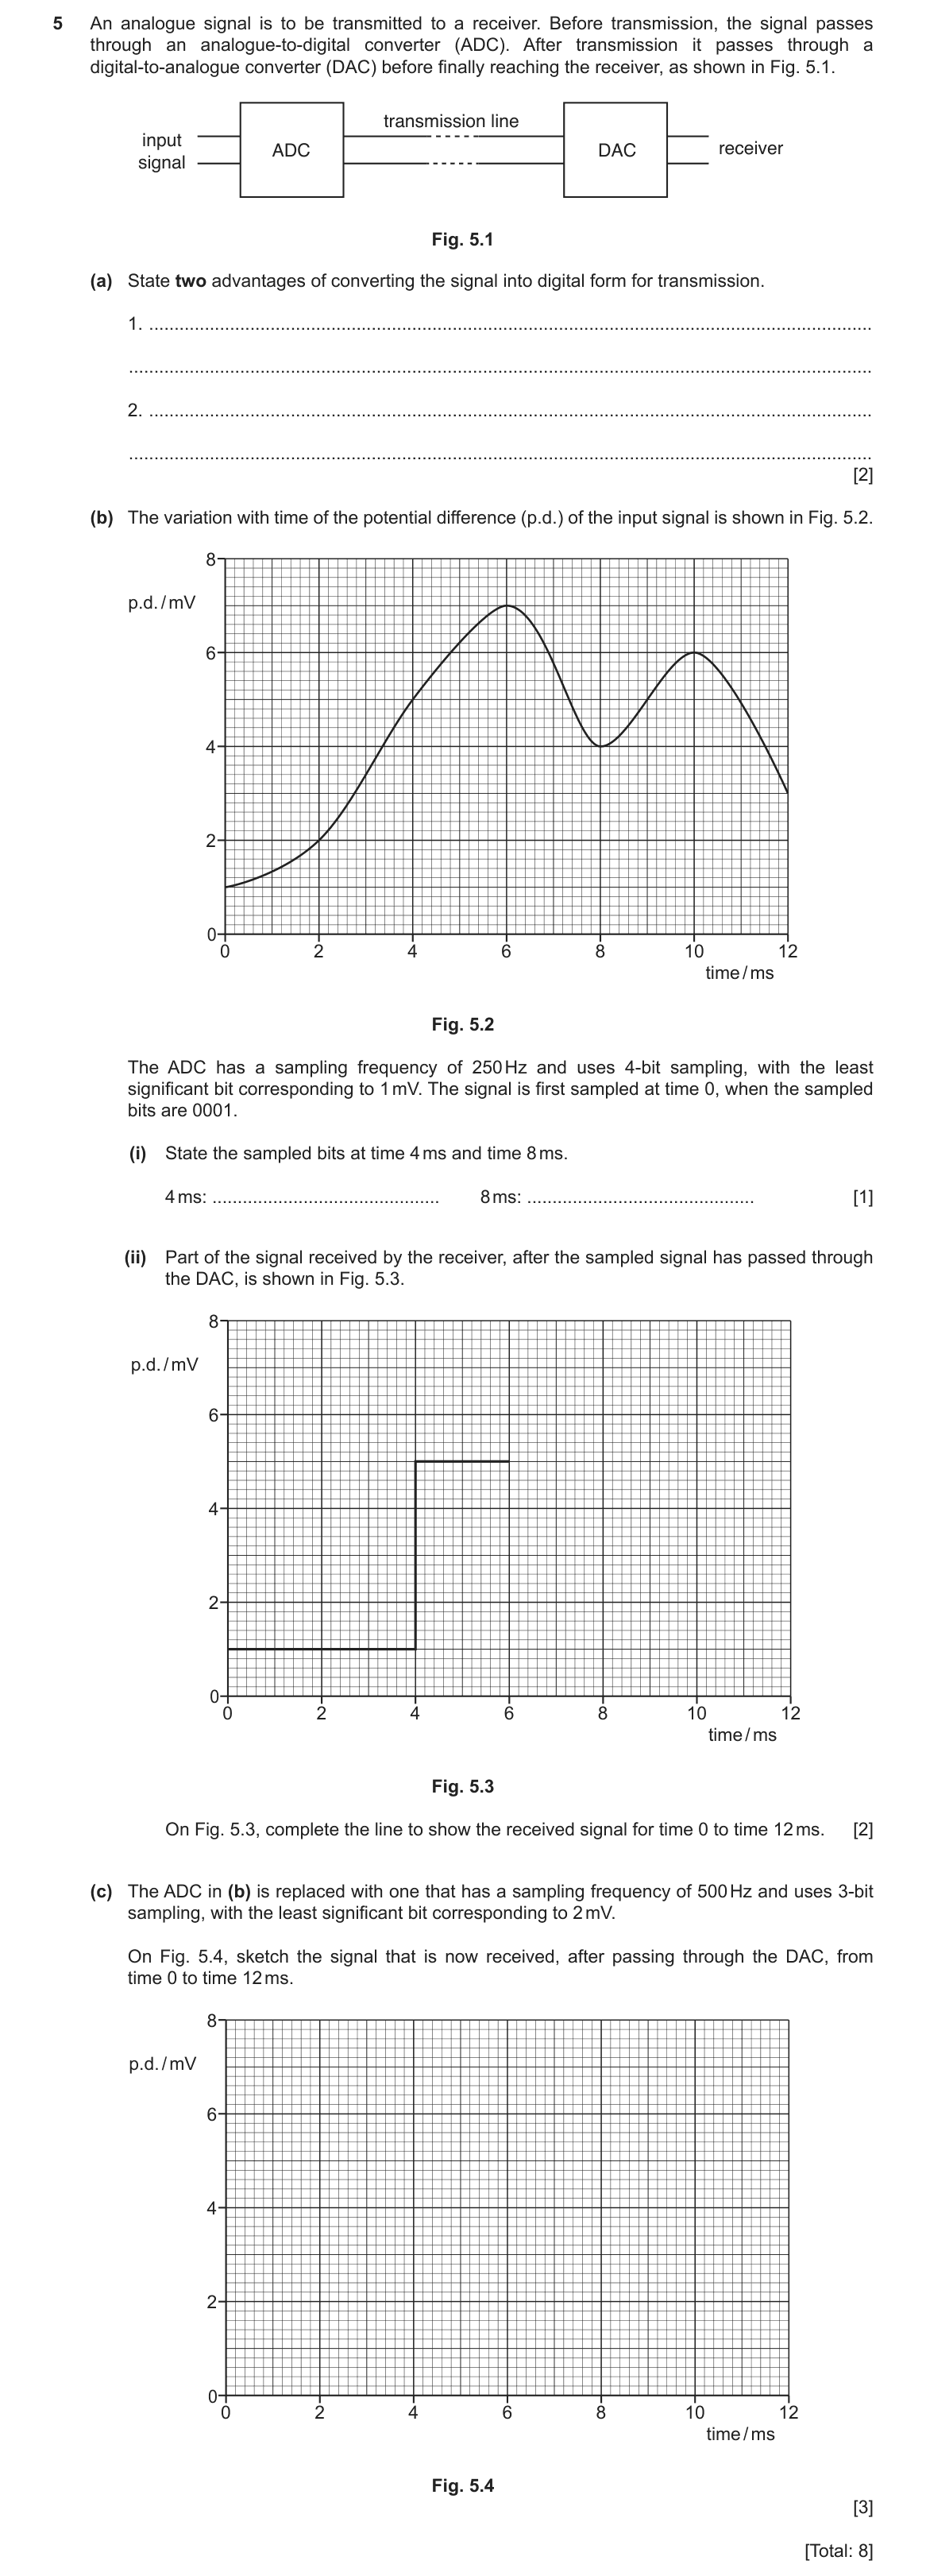 5 An analogue signal is to be transmitted to a receiver. Before transmission, the signal passes
through an analogue-to-digital converter (ADC). After transmission it passes through a
digital-to-analogue converter (DAC) before finally reaching the receiver, as shown in Fig. 5.1.
transmission line
input
signal
ADC
DAC
receiver
Fig. 5.1
(a) State two advantages of converting the signal into digital form for transmission.
1. ..........................................................................................................................................
..........................................................................................................................................
2. ..........................................................................................................................................
..........................................................................................................................................
[2]
(b) The variation with time of the potential difference (p.d.) of the input signal is shown in Fig. 5.2.
8
p.d. / mV
6
4
2
0
0 2 4 6 8 10 12
time / ms
Fig. 5.2
The ADC has a sampling frequency of 250 Hz and uses 4-bit sampling, with the least
significant bit corresponding to 1 mV. The signal is first sampled at time 0, when the sampled
bits are 0001.
(i) State the sampled bits at time 4 ms and time 8 ms.
4 ms: ............................................. 8 ms: ............................................. [1]
(ii) Part of the signal received by the receiver, after the sampled signal has passed through
the DAC, is shown in Fig. 5.3.
8
p.d. / mV
6
4
2
0
0 2 4 6 8 10 12
time / ms
Fig. 5.3
On Fig. 5.3, complete the line to show the received signal for time 0 to time 12 ms. [2]
(c) The ADC in (b) is replaced with one that has a sampling frequency of 500 Hz and uses 3-bit
sampling, with the least significant bit corresponding to 2 mV.
On Fig. 5.4, sketch the signal that is now received, after passing through the DAC, from
time 0 to time 12 ms.
8
p.d. / mV
6
4
2
0
0 2 4 6 8 10 12
time / ms
Fig. 5.4
[3]
[Total: 8]